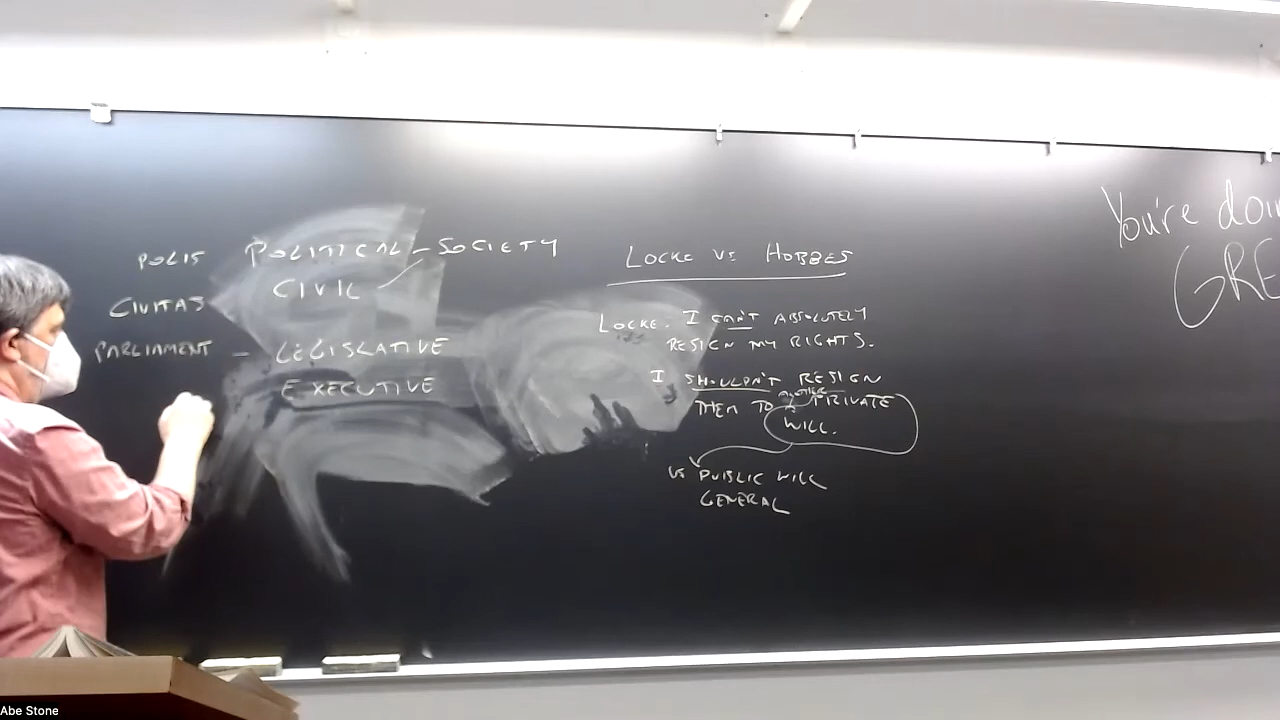 POLIS POLITICAL - SOCIETY
CIVITAS CIVIL
PARLIAMENT - LEGISLATIVE
EXECUTIVE
LOCKE VS HOBBES
LOCKE. I CAN'T ABSOLUTELY
RESIGN MY RIGHTS.
I SHOULDN'T RESIGN
THEM TO ANOTHER PRIVATE
WILL.
VS PUBLIC WILL
GENERAL
You're doin
GRE
Abe Stone